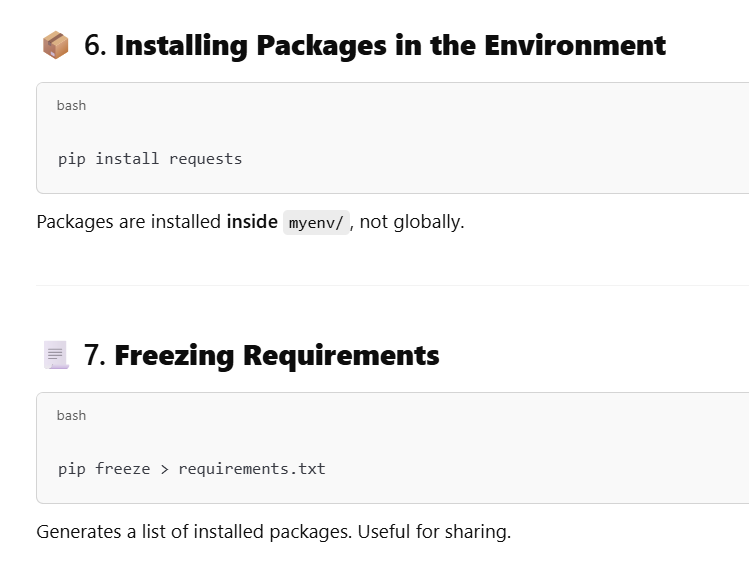 📦 6. Installing Packages in the Environment
bash
pip install requests
Packages are installed inside myenv/, not globally.
📃 7. Freezing Requirements
bash
pip freeze > requirements.txt
Generates a list of installed packages. Useful for sharing.